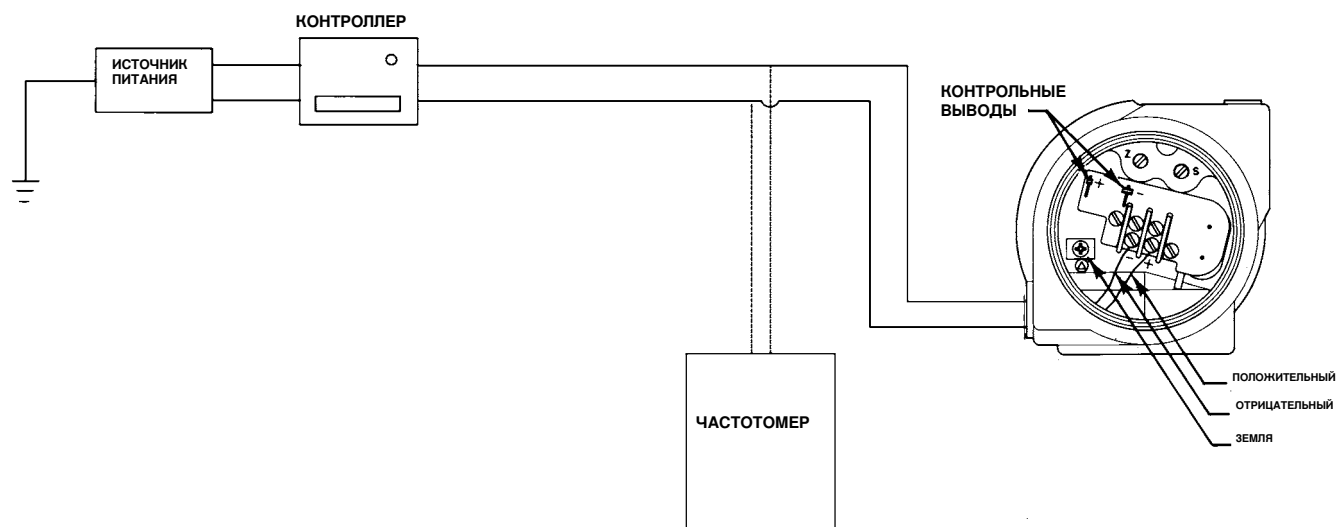 КОНТРОЛЛЕР
ИСТОЧНИК
ПИТАНИЯ
КОНТРОЛЬНЫЕ
ВЫВОДЫ
Z
S
+
-
- +
ПОЛОЖИТЕЛЬНЫЙ
ОТРИЦАТЕЛЬНЫЙ
ЗЕМЛЯ
ЧАСТОТОМЕР